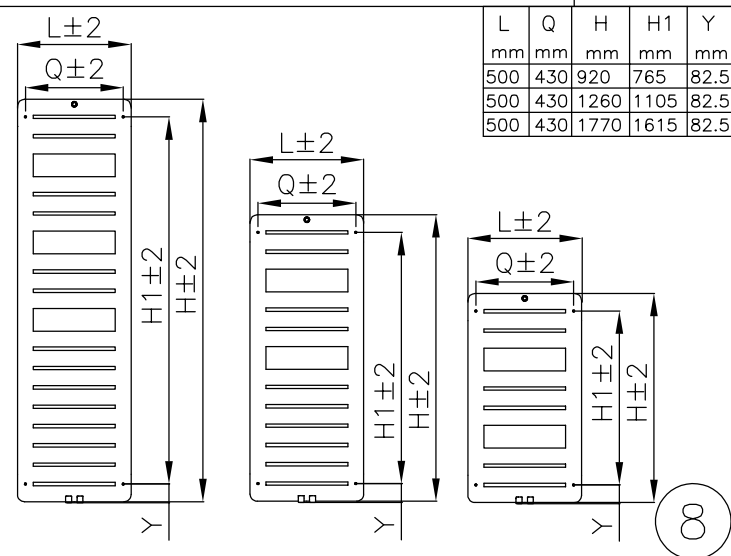 L Q H H1 Y
mm mm mm mm mm
500 430 920 765 82.5
500 430 1260 1105 82.5
500 430 1770 1615 82.5
L±2
Q±2
H1±2
H±2
Y
L±2
Q±2
H1±2
H±2
Y
L±2
Q±2
H1±2
H±2
Y
8